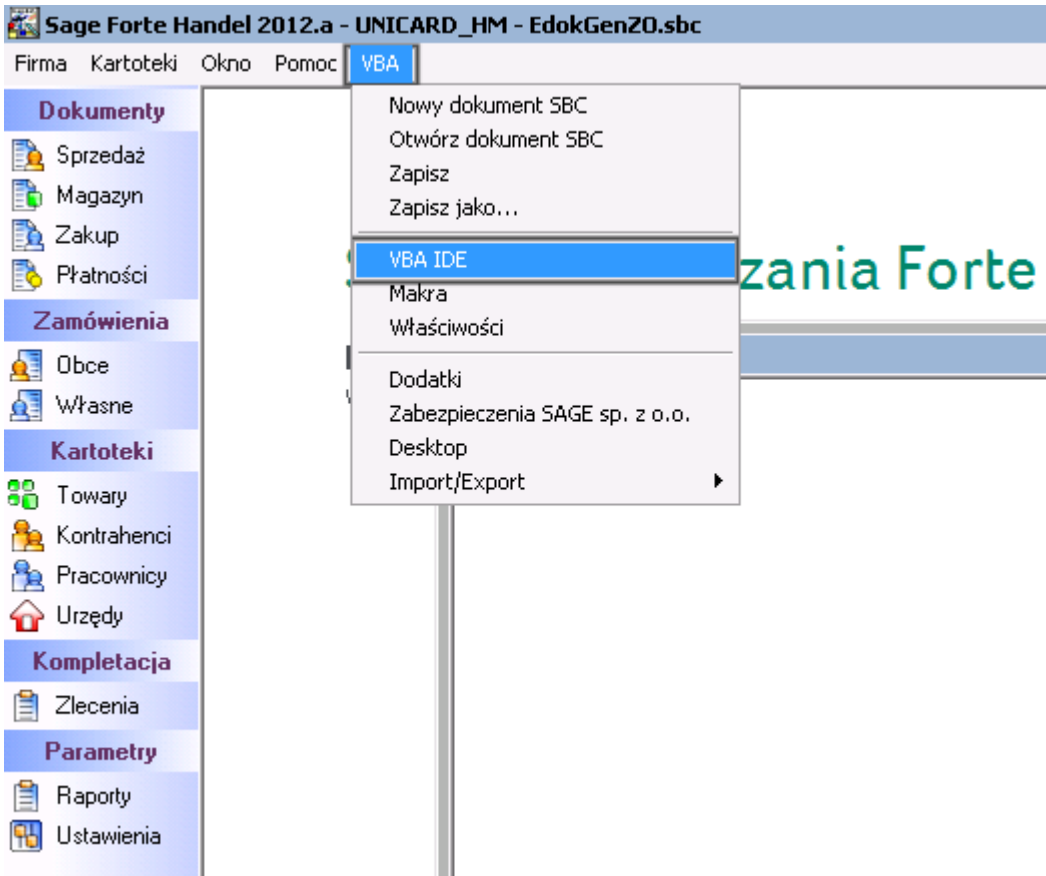 Sage Forte Handel 2012.a - UNICARD_HM - EdokGenZO.sbc
Firma Kartoteki Okno Pomoc VBA
Dokumenty
Sprzedaż
Magazyn
Zakup
Płatności
Zamówienia
Obce
Własne
Kartoteki
Towary
Kontrahenci
Pracownicy
Urzędy
Kompletacja
Zlecenia
Parametry
Raporty
Ustawienia
Nowy dokument SBC
Otwórz dokument SBC
Zapisz
Zapisz jako...
VBA IDE
Makra
Właściwości
Dodatki
Zabezpieczenia SAGE sp. z o.o.
Desktop
Import/Export
zania Forte